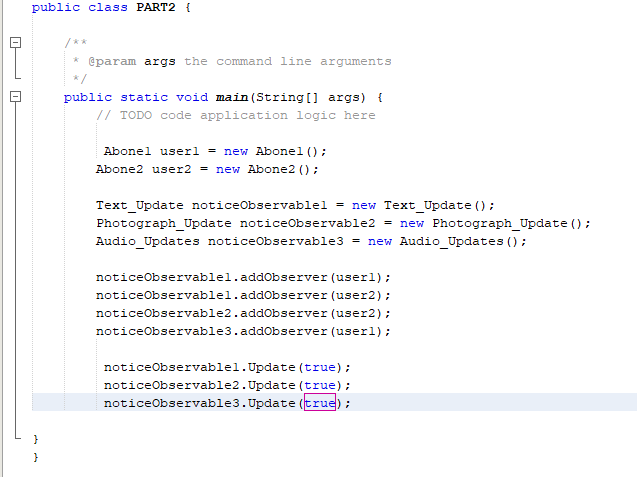 public class PART2 {
/**
* @param args the command line arguments
*/
public static void main(String[] args) {
// TODO code application logic here
Abone1 user1 = new Abone1();
Abone2 user2 = new Abone2();
Text_Update noticeObservable1 = new Text_Update();
Photograph_Update noticeObservable2 = new Photograph_Update();
Audio_Updates noticeObservable3 = new Audio_Updates();
noticeObservable1.addObserver(user1);
noticeObservable1.addObserver(user2);
noticeObservable2.addObserver(user2);
noticeObservable3.addObserver(user1);
noticeObservable1.Update(true);
noticeObservable2.Update(true);
noticeObservable3.Update(true);
}
}